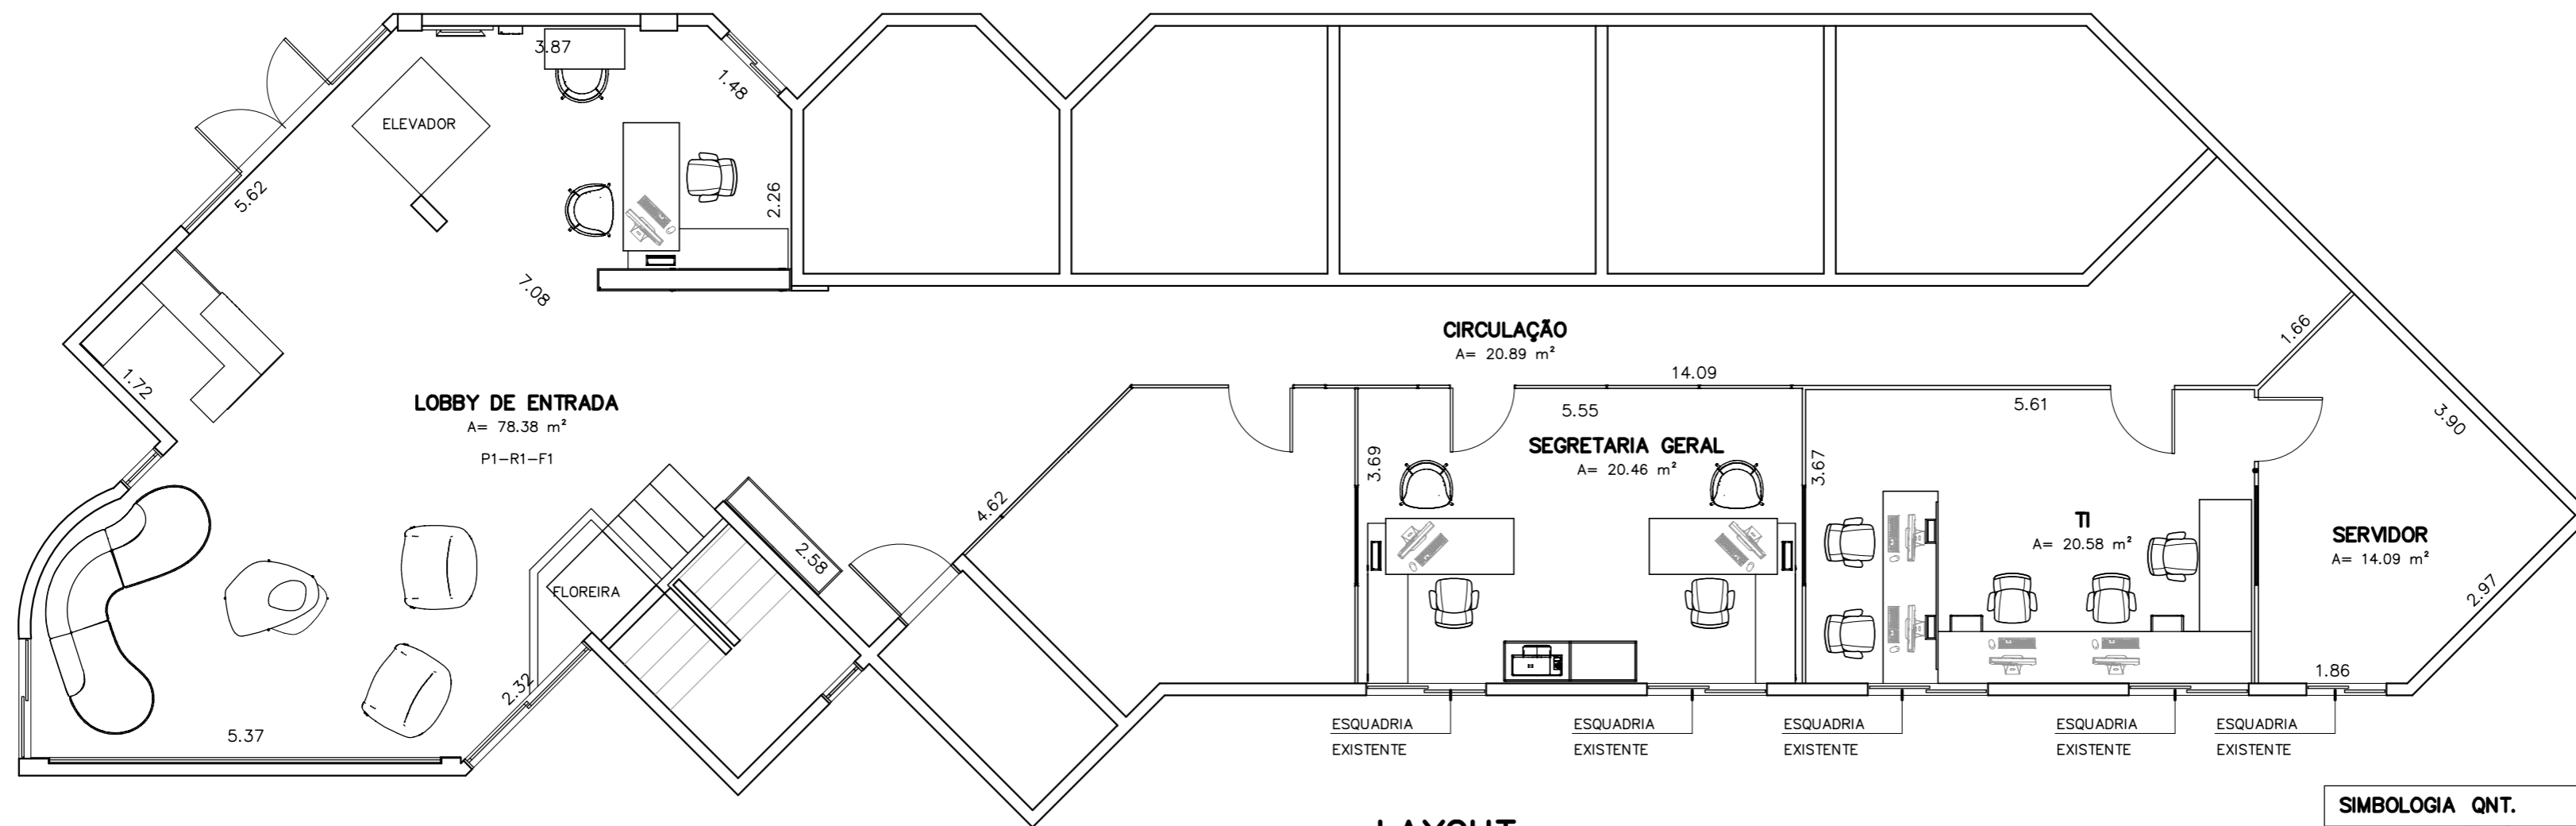 3.87
1.48
ELEVADOR
5.62
2.26
7.08
CIRCULAÇÃO
A= 20.89 m²
1.66
14.09
1.72
LOBBY DE ENTRADA
A= 78.38 m²
P1-R1-F1
5.55
5.61
3.90
SEGRETARIA GERAL
A= 20.46 m²
3.69
3.67
4.62
TI
A= 20.58 m²
SERVIDOR
A= 14.09 m²
2.58
FLOREIRA
2.97
2.32
1.86
5.37
ESQUADRIA
EXISTENTE
ESQUADRIA
EXISTENTE
ESQUADRIA
EXISTENTE
ESQUADRIA
EXISTENTE
ESQUADRIA
EXISTENTE
SIMBOLOGIA QNT.
LAYOUT